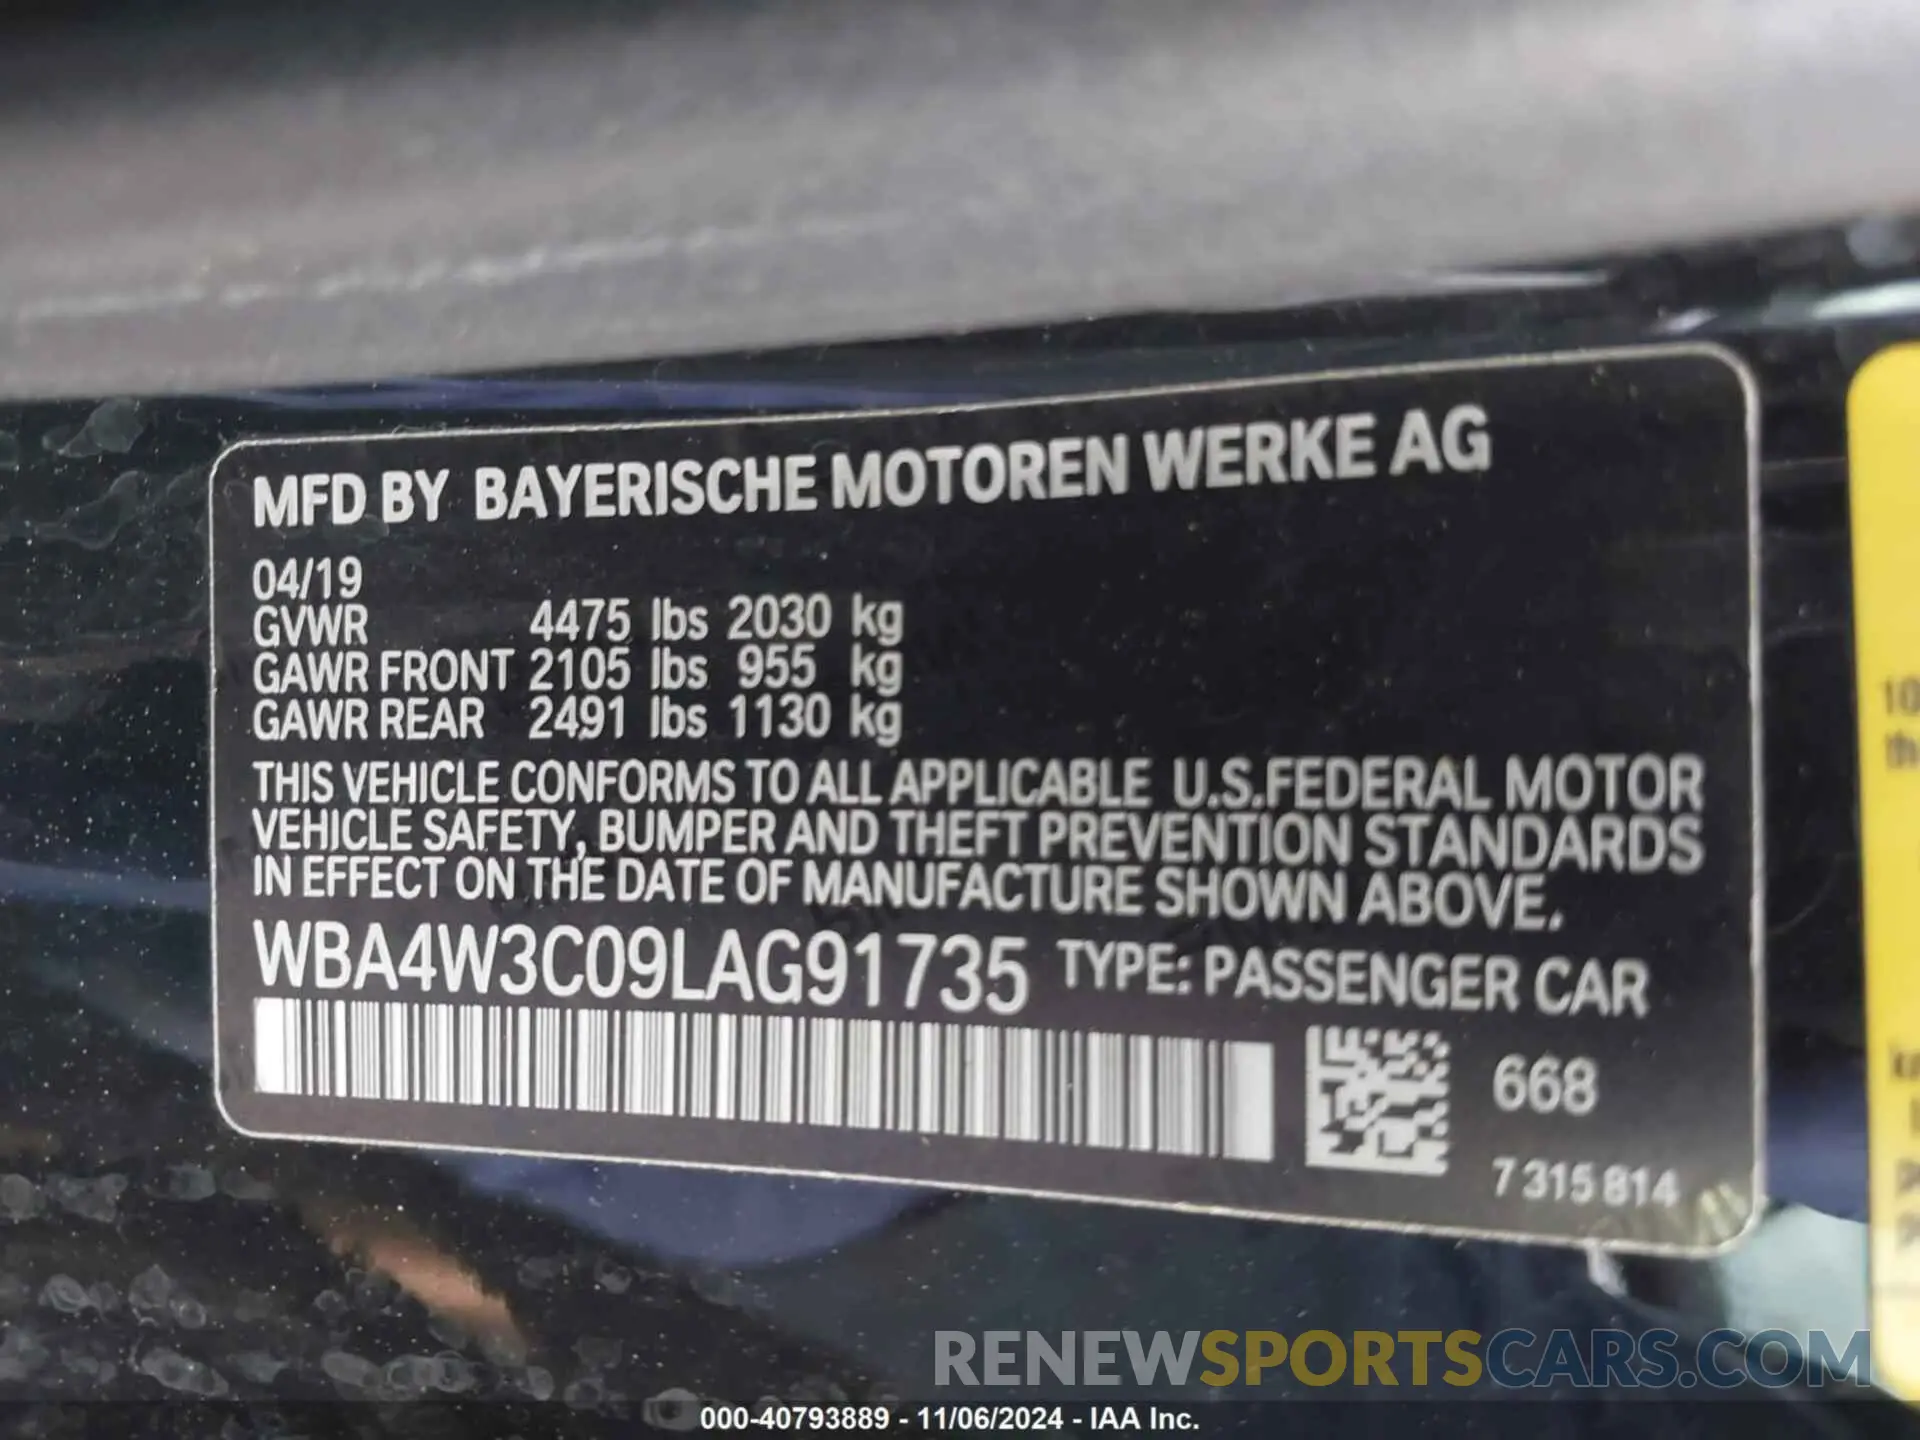 MFD BY BAYERISCHE MOTOREN WERKE AG
04/19
GVWR 4475 lbs 2030 kg
GAWR FRONT 2105 lbs 955 kg
GAWR REAR 2491 lbs 1130 kg
THIS VEHICLE CONFORMS TO ALL APPLICABLE U.S.FEDERAL MOTOR
VEHICLE SAFETY, BUMPER AND THEFT PREVENTION STANDARDS
IN EFFECT ON THE DATE OF MANUFACTURE SHOWN ABOVE.
WBA4W3C09LAG91735 TYPE: PASSENGER CAR
668
7 315 814
10
th
RENEWSPORTSCARS.COM
000-40793889 - 11/06/2024 - IAA Inc.